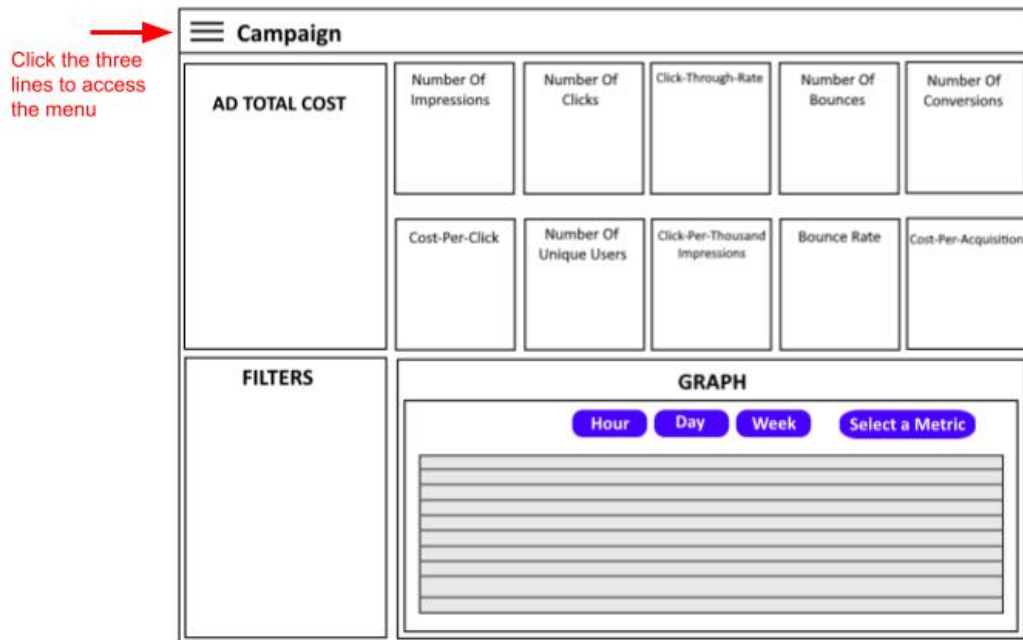 Click the three
lines to access
the menu
Campaign
AD TOTAL COST
Number Of
Impressions
Number Of
Clicks
Click-Through-Rate
Number Of
Bounces
Number Of
Conversions
Cost-Per-Click
Number Of
Unique Users
Click-Per-Thousand
Impressions
Bounce Rate
Cost-Per-Acquisition
FILTERS
GRAPH
Hour
Day
Week
Select a Metric